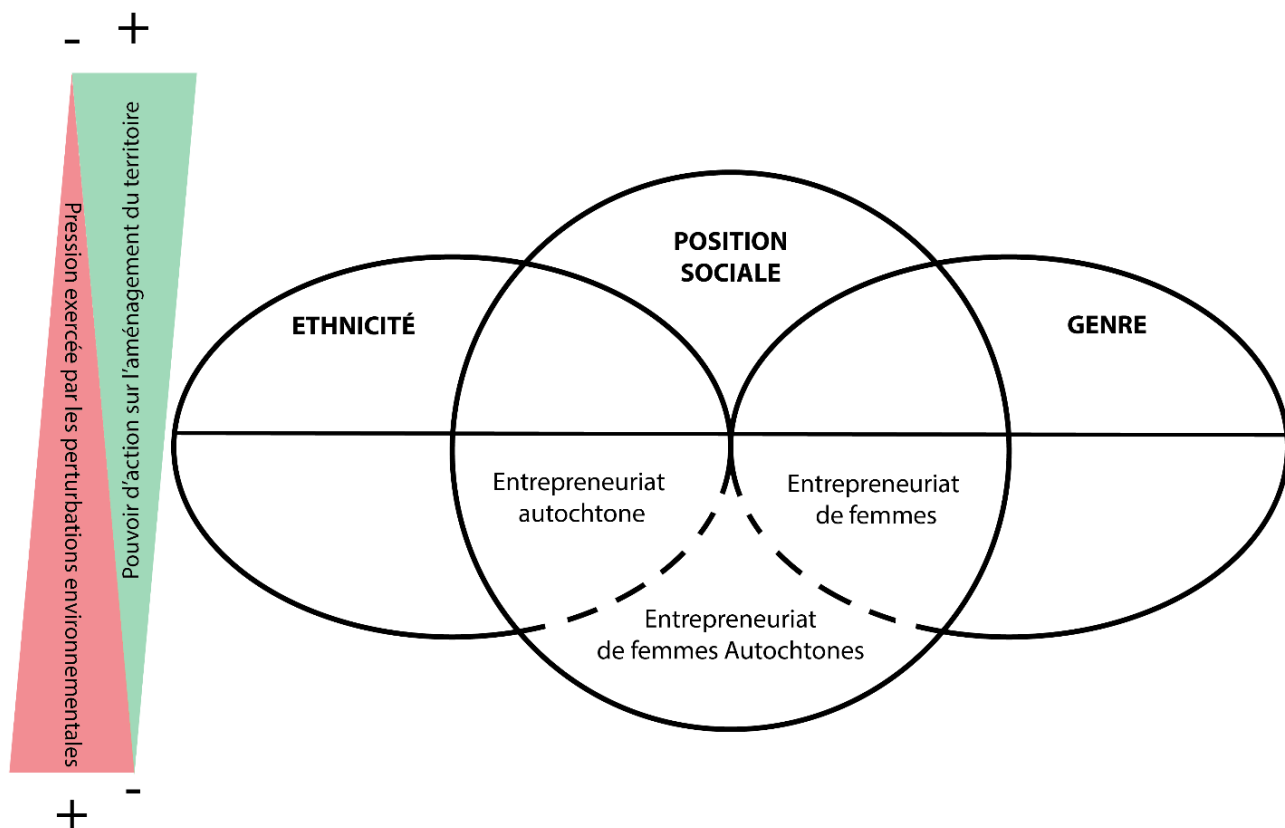 - +
Pression exercée par les perturbations environnementales
Pouvoir d'action sur l'aménagement du territoire
+ -
POSITION
SOCIALE
ETHNICITÉ
GENRE
Entrepreneuriat
autochtone
Entrepreneuriat
de femmes
Entrepreneuriat
de femmes Autochtones